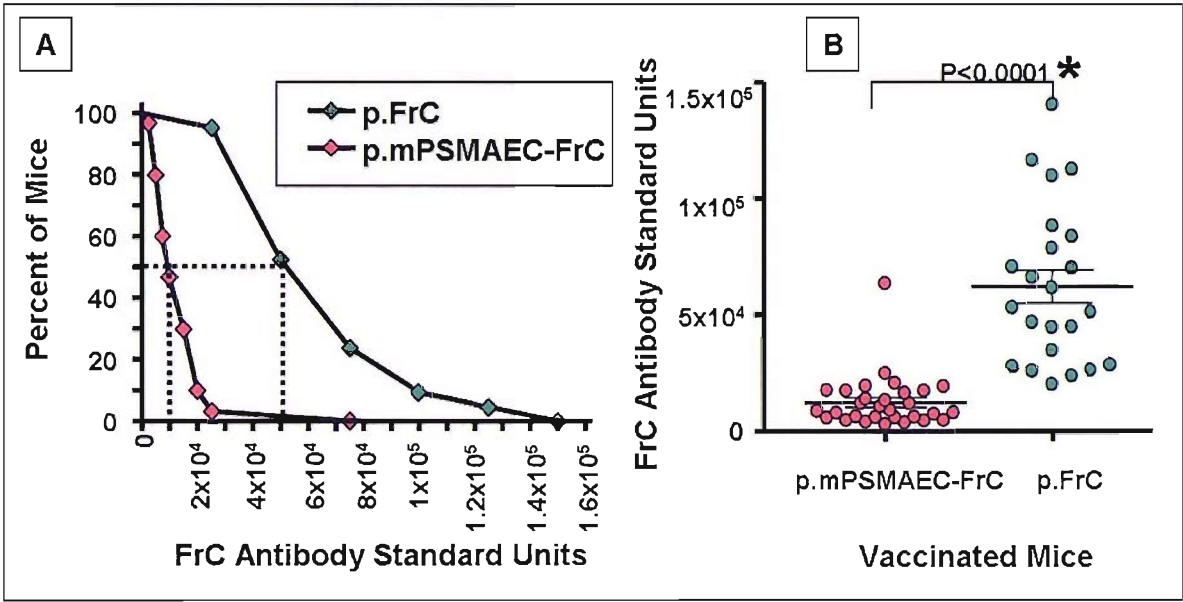 A
p.FrC
p.mPSMAEC-FrC
Percent of Mice
100
80
60
40
20
0
0
2x10⁴
4x10⁴
6x10⁴
8x10⁴
1x10⁵
1.2x10⁵
1.4x10⁵
1.6x10⁵
FrC Antibody Standard Units
B
P<0.0001 *
FrC Antibody Standard Units
1.5x10⁵
1x10⁵
5x10⁴
0
p.mPSMAEC-FrC p.FrC
Vaccinated Mice